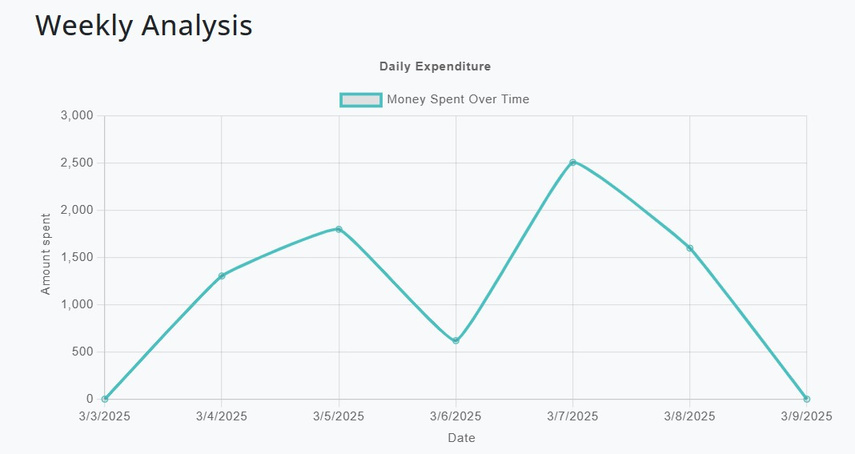 Weekly Analysis
Daily Expenditure
Money Spent Over Time
3,000
2,500
2,000
1,500
1,000
500
0
Amount spent
3/3/2025 3/4/2025 3/5/2025 3/6/2025 3/7/2025 3/8/2025 3/9/2025
Date